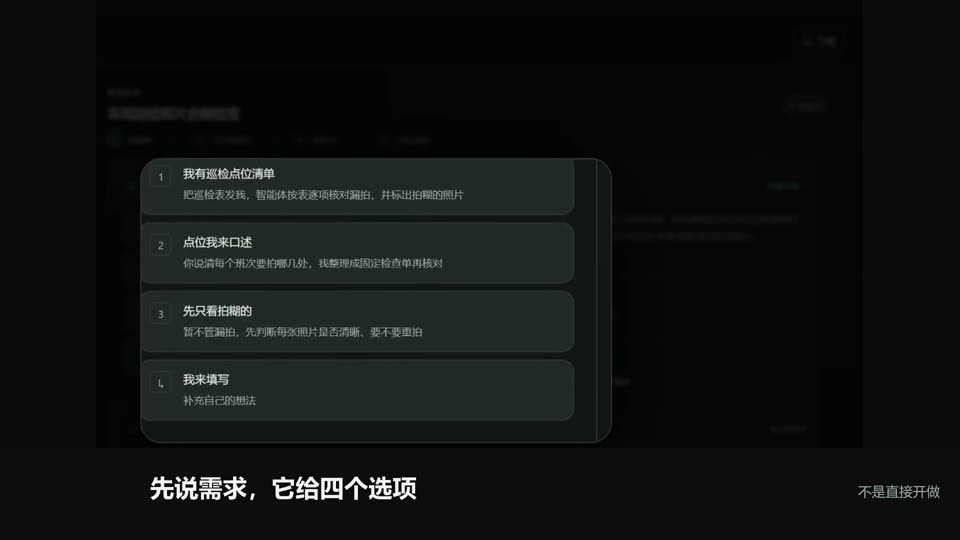 1
我有巡检点位清单
把巡检表发我，智能体按表逐项核对漏拍，并标出拍糊的照片
2
点位我来口述
你说清每个班次要拍哪几处，我整理成固定检查单再核对
3
先只看拍糊的
暂不管漏拍，先判断每张照片是否清晰、要不要重拍
↳
我来填写
补充自己的想法
先说需求，它给四个选项
不是直接开做